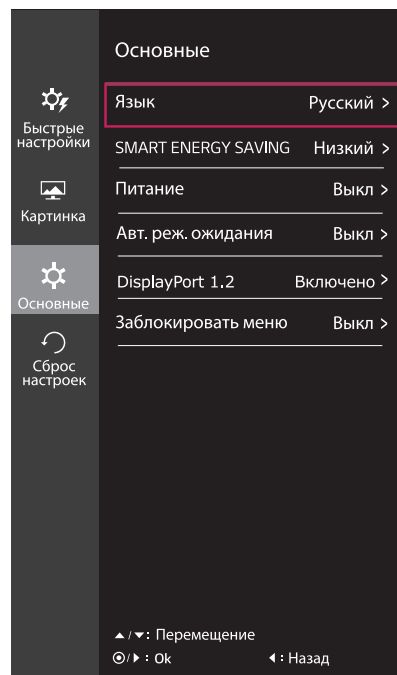 Основные
Быстрые
настройки
Картинка
Основные
Сброс
настроек
Язык Русский >
SMART ENERGY SAVING Низкий >
Питание Выкл >
Авт. реж. ожидания Выкл >
DisplayPort 1.2 Включено >
Заблокировать меню Выкл >
▲/▼: Перемещение
⦿/▶ : Ok ◀ : Назад